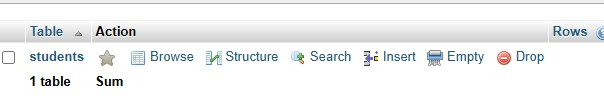 Table Action Rows
students Browse Structure Search Insert Empty Drop
1 table Sum